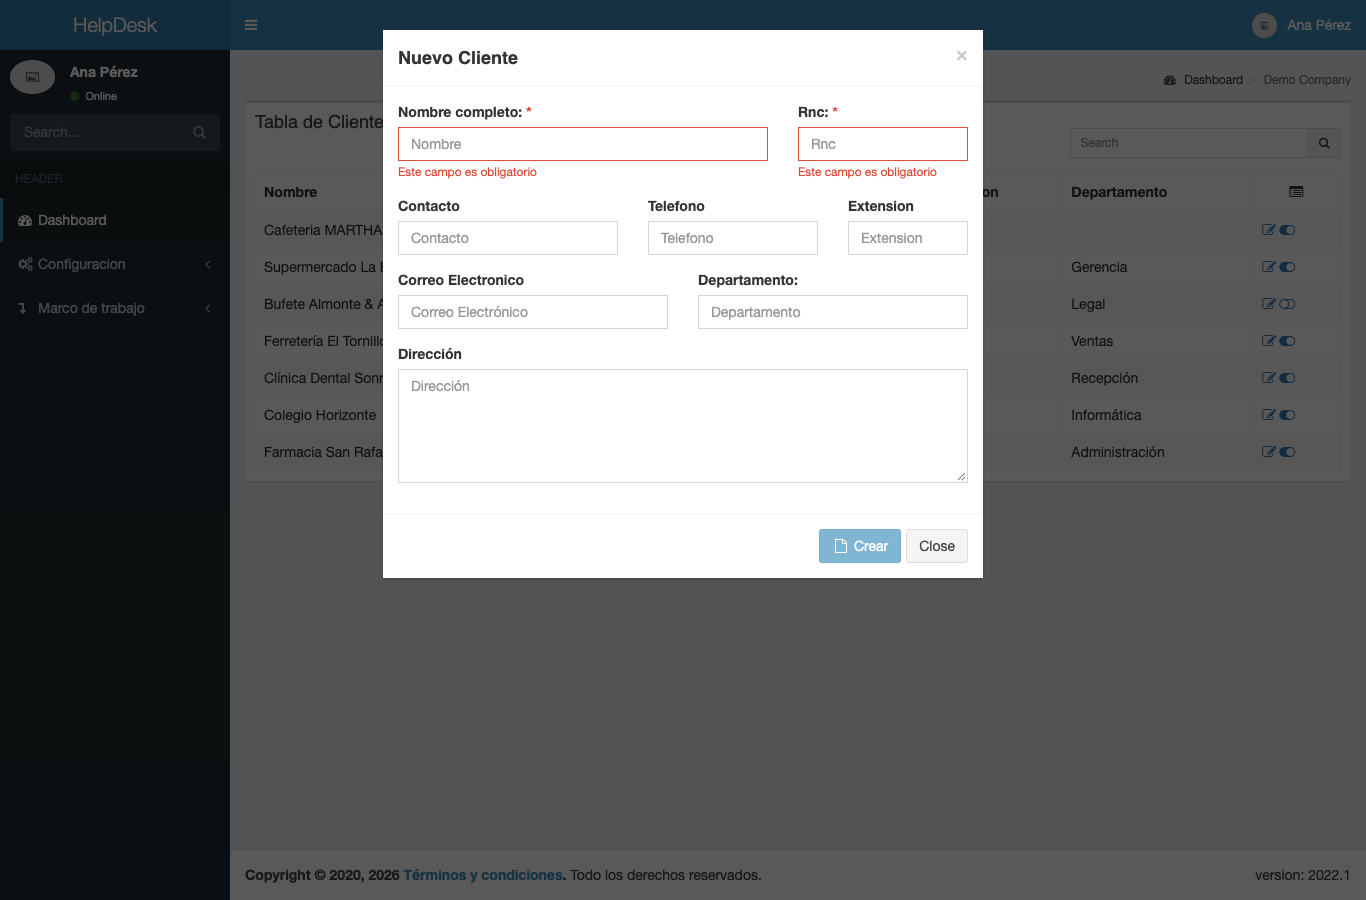 HelpDesk
Ana Pérez
Ana Pérez
Online
Search...
HEADER
Dashboard
Configuracion
Marco de trabajo
Dashboard > Demo Company
Tabla de Cliente
Search
Nombre
on
Departamento
Cafeteria MARTHA
Supermercado La
Gerencia
Bufete Almonte &
Legal
Ferretería El Tornillo
Ventas
Clínica Dental
Recepción
Colegio Horizonte
Informática
Farmacia San Rafa
Administración
Nuevo Cliente
×
Nombre completo: *
Rnc: *
Nombre
Rnc
Este campo es obligatorio
Este campo es obligatorio
Contacto
Telefono
Extension
Contacto
Telefono
Extension
Correo Electronico
Departamento:
Correo Electrónico
Departamento
Dirección
Dirección
Crear
Close
Copyright © 2020, 2026 Términos y condiciones. Todo los derechos reservados.
version: 2022.1